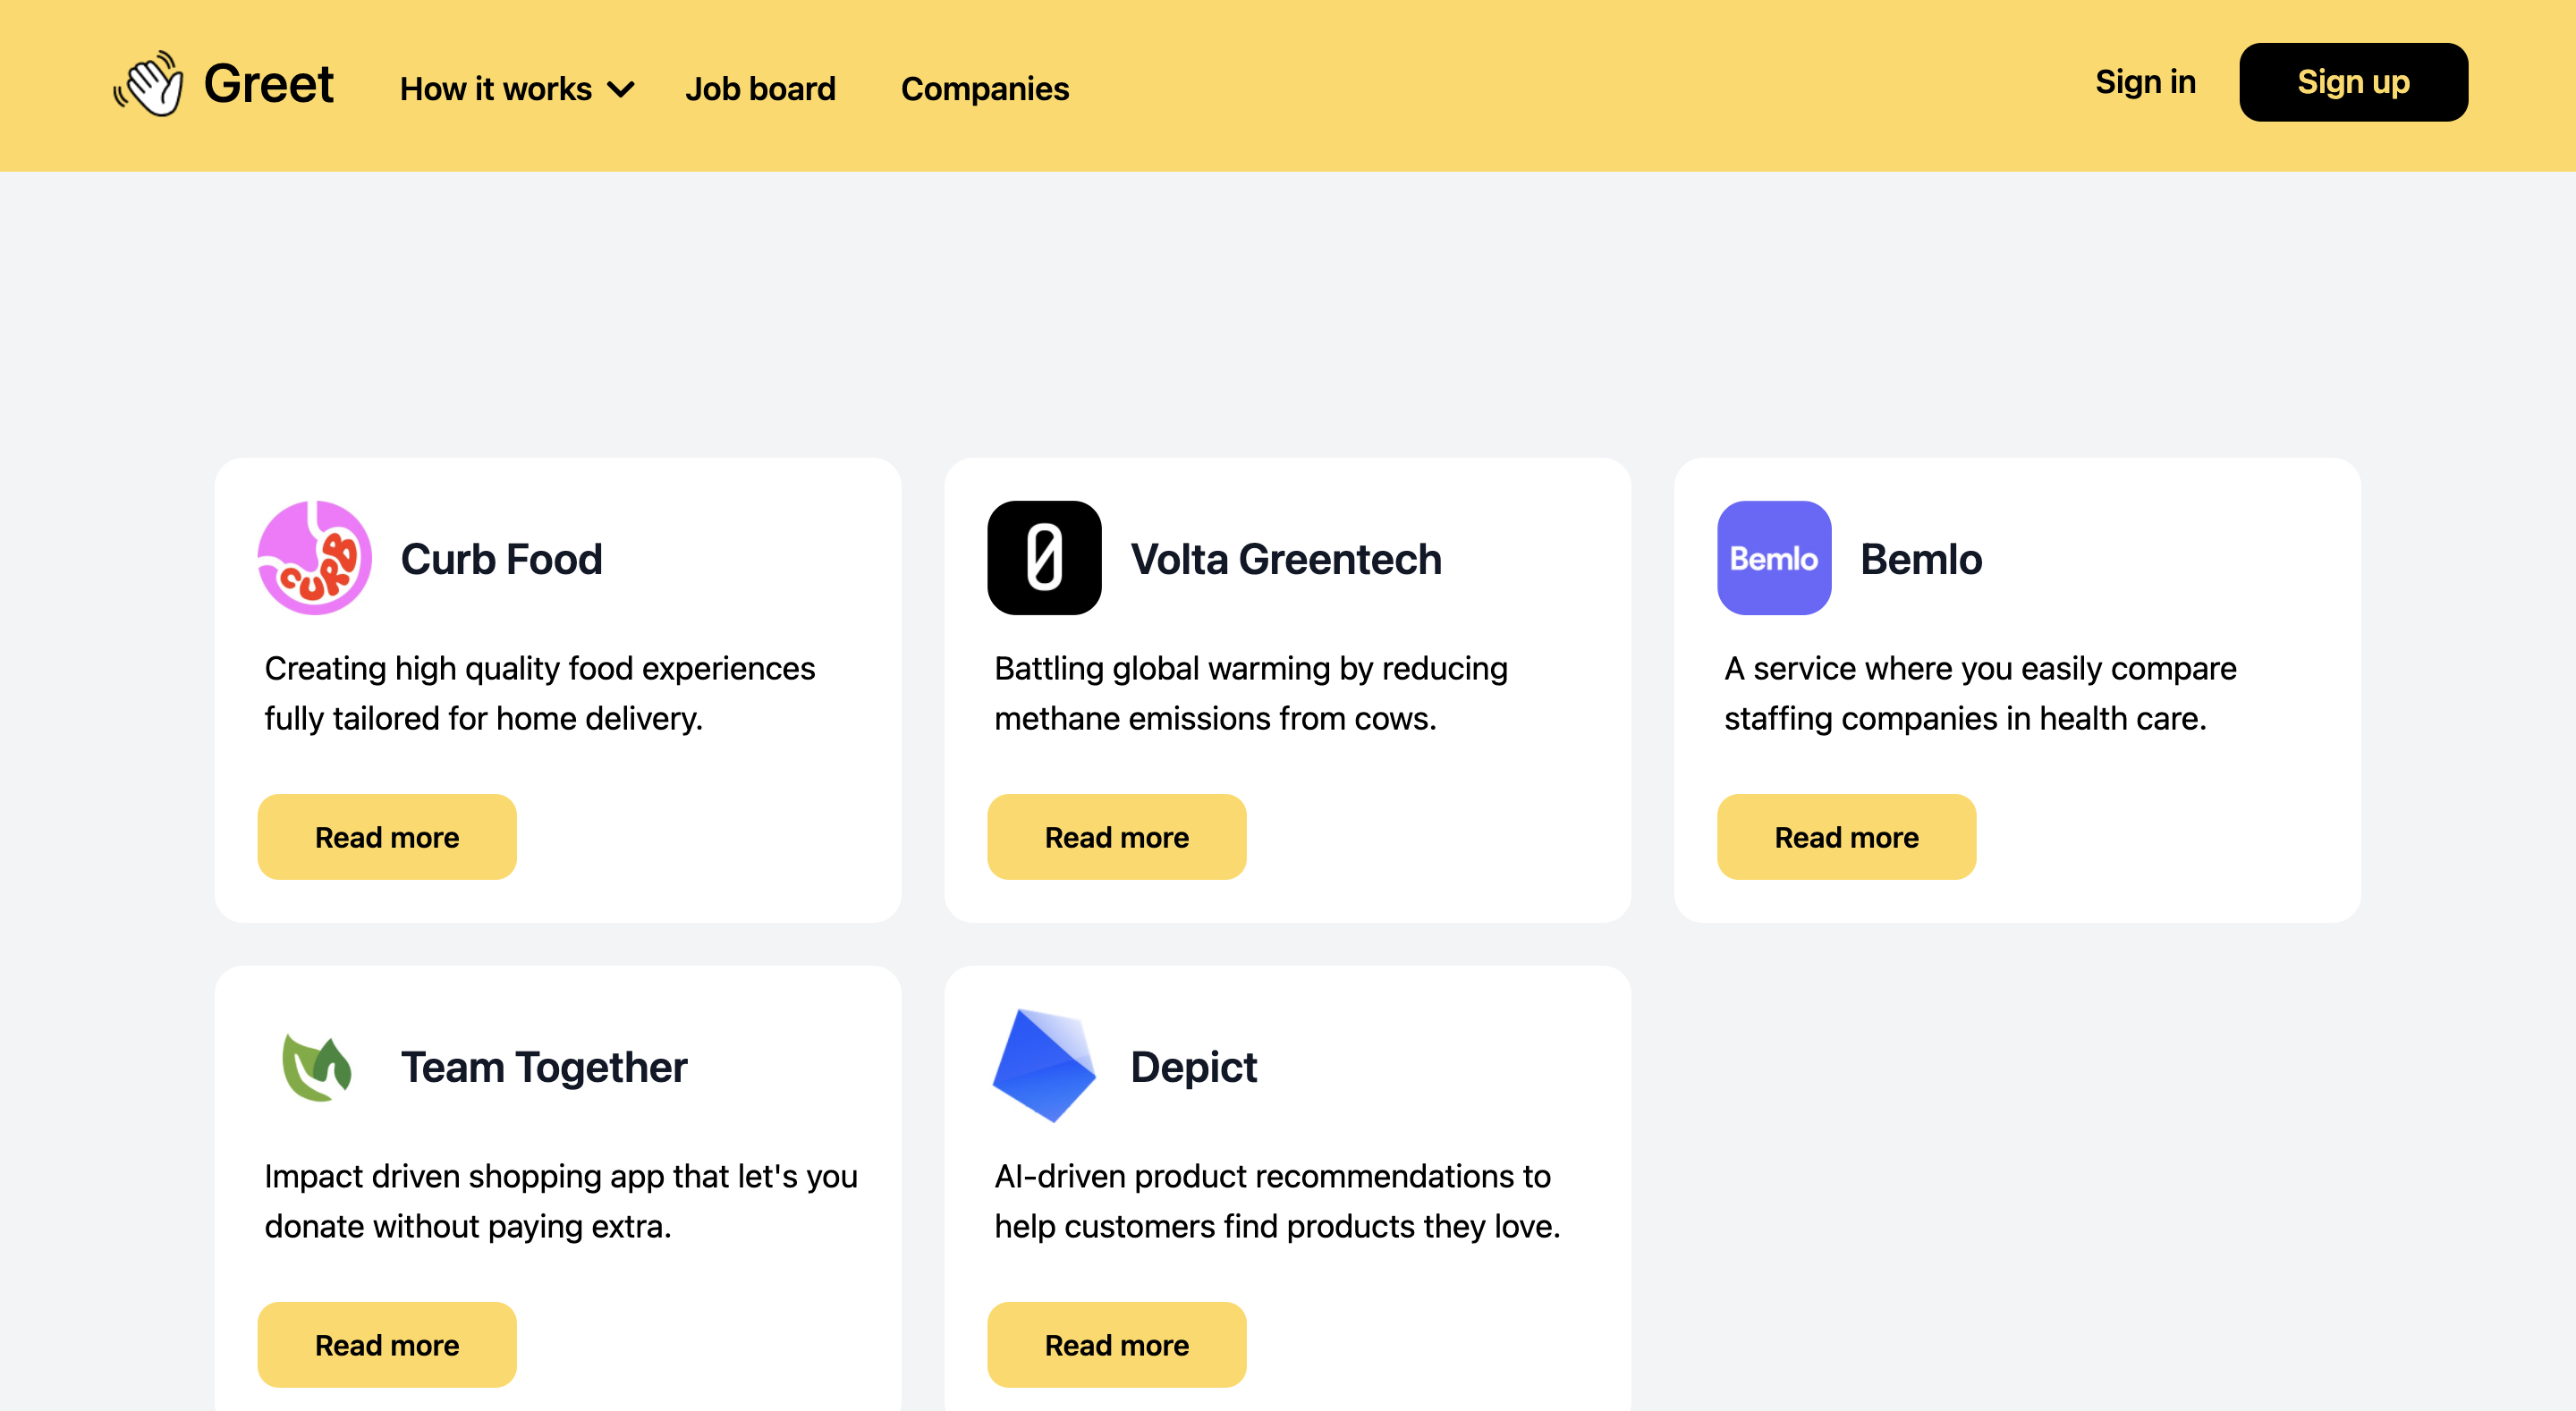 Greet
How it works
Job board
Companies
Sign in
Sign up
CURB
Curb Food
Creating high quality food experiences
fully tailored for home delivery.
Read more
Volta Greentech
Battling global warming by reducing
methane emissions from cows.
Read more
Bemlo
Bemlo
A service where you easily compare
staffing companies in health care.
Read more
Team Together
Impact driven shopping app that let's you
donate without paying extra.
Read more
Depict
AI-driven product recommendations to
help customers find products they love.
Read more